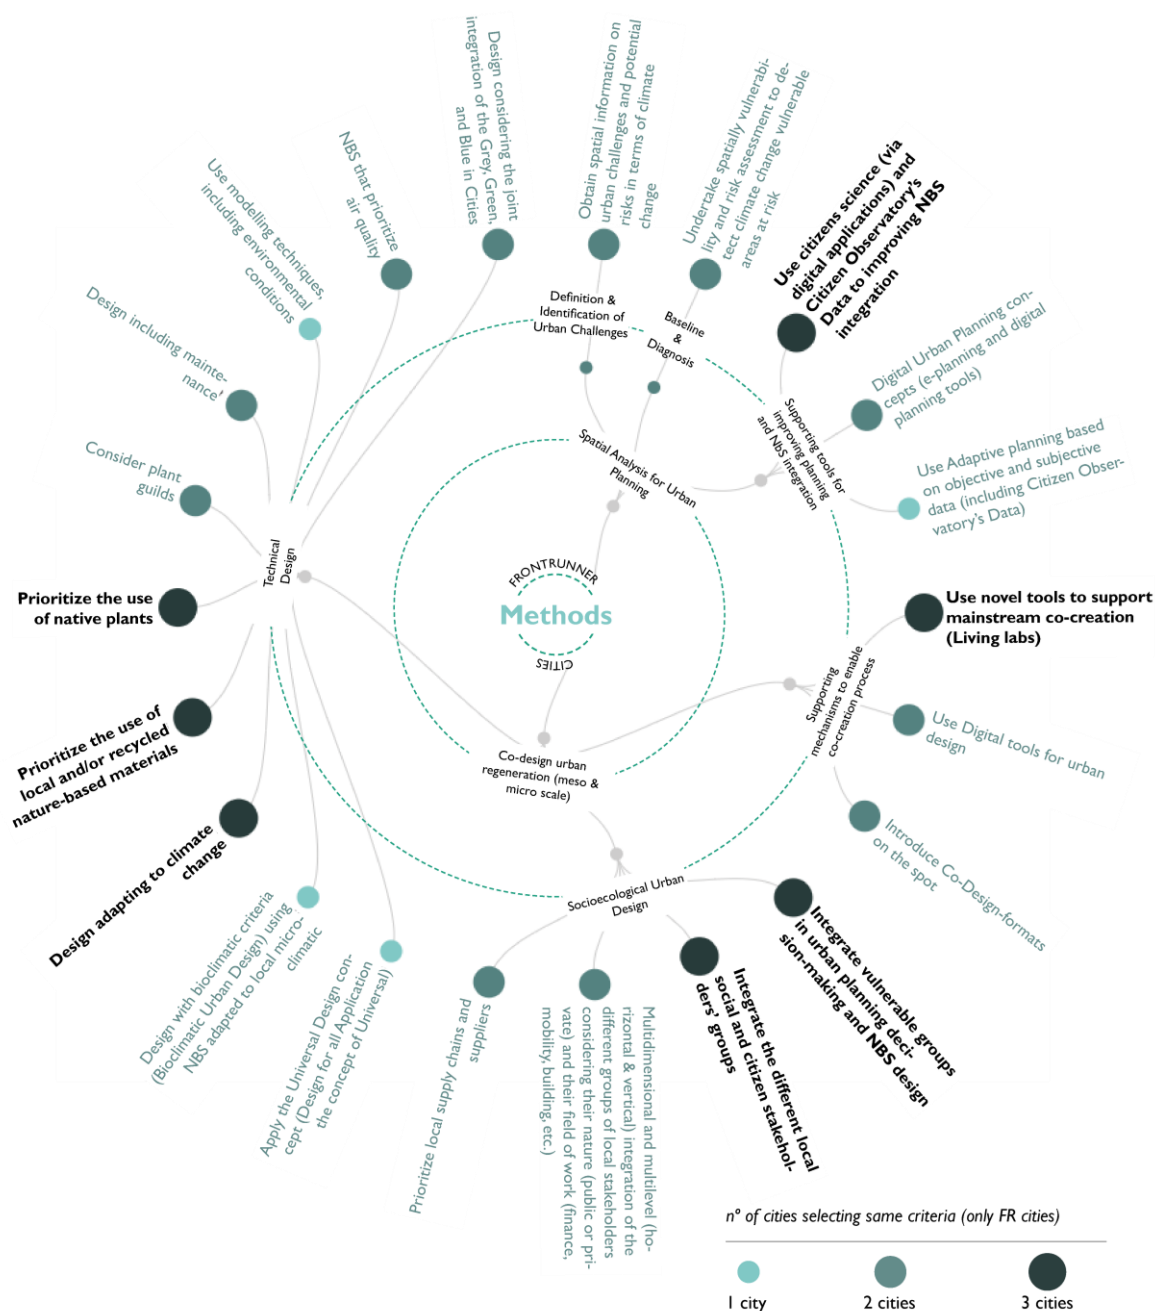 FRONTRUNNER
Methods
CITIES
Spatial Analysis for Urban
Planning
Definition &
Identification of
Urban Challenges
Obtain spatial information on
urban challenges and potential
risks in terms of climate
change
Baseline
&
Diagnosis
Undertake spatially vulnerabi-
lity and risk assessment to de-
tect climate change vulnerable
areas at risk
Supporting tools for
improving planning
and NbS integration
Use citizens science (via
digital applications) and
Citizen Observatory's
Data to improving NBS
integration
Digital Urban Planning con-
cepts (e-planning and digital
planning tools)
Use Adaptive planning based
on objective and subjective
data (including Citizen Obser-
vatory's Data)
Co-design urban
regeneration (meso &
micro scale)
Supporting
mechanisms to enable
co-creation process
Use novel tools to support
mainstream co-creation
(Living labs)
Use Digital tools for urban
design
Introduce Co-Design-formats
on the spot
Socioecological Urban
Design
Integrate vulnerable groups
in urban planning deci-
sion-making and NBS design
Integrate the different local
social and citizen stakehol-
ders' groups
Multidimensional and multilevel (ho-
rizontal & vertical) integration of the
different groups of local stakeholders
considering their nature (public or pri-
vate) and their field of work (finance,
mobility, building, etc.)
Prioritize local supply chains and
suppliers
Technical
Design
Apply the Universal Design con-
cept (Design for all Application
the concept of Universal)
Design with bioclimatic criteria
(Bioclimatic Urban Design) using
NBS adapted to local micro-
climatic
Design adapting to climate
change
Prioritize the use of
local and/or recycled
nature-based materials
Prioritize the use
of native plants
Consider plant
guilds
Design including mainte-
nance'
Use modelling techniques,
including environmental
conditions
NBS that prioritize
air quality
Design considering the joint
integration of the Grey, Green,
and Blue in Cities
nº of cities selecting same criteria (only FR cities)
1 city
2 cities
3 cities